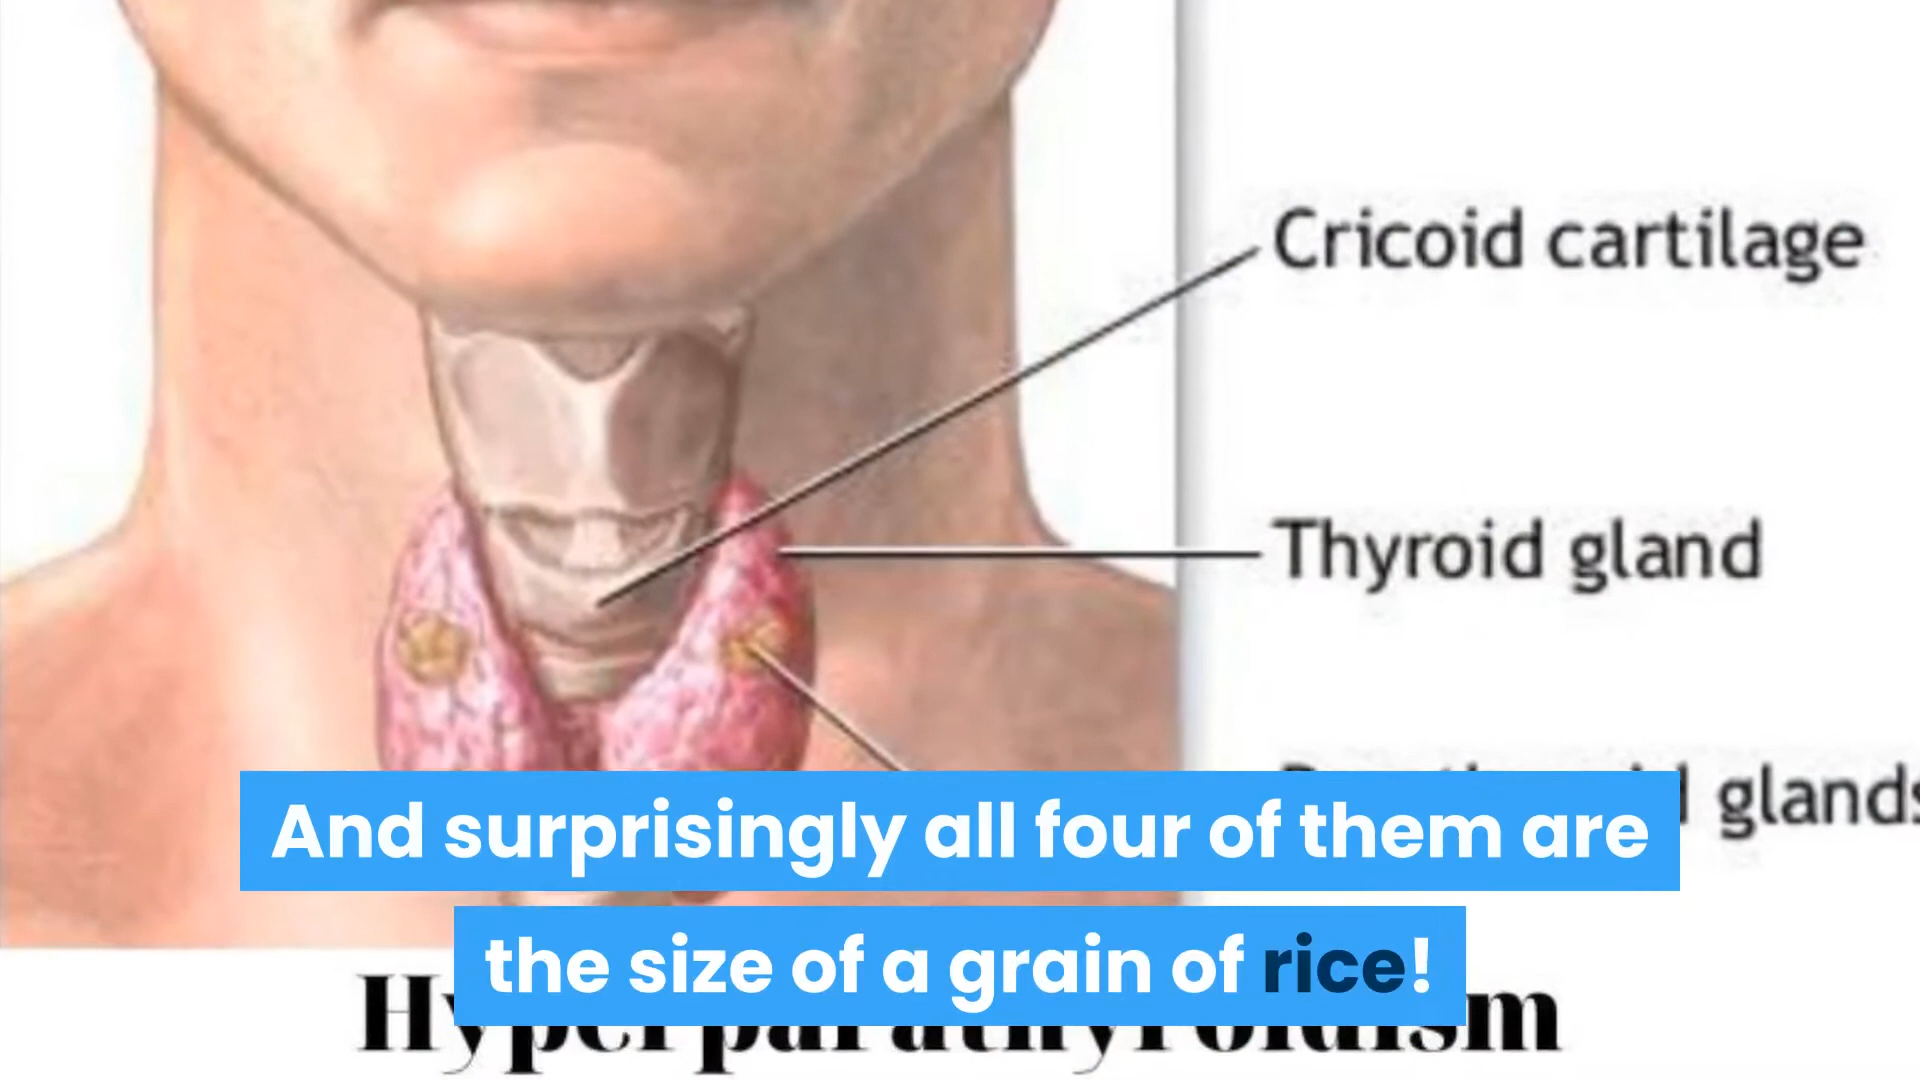 Cricoid cartilage
Thyroid gland
glands
And surprisingly all four of them are
the size of a grain of rice!
Hyperparathyroidism